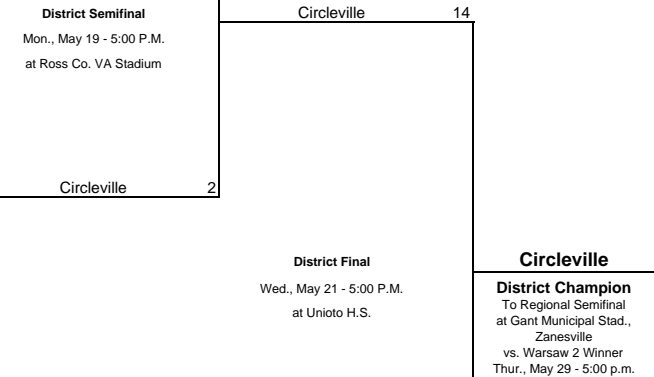 District Semifinal
Mon., May 19 - 5:00 P.M.
at Ross Co. VA Stadium
Circleville 14
Circleville 2
District Final
Wed., May 21 - 5:00 P.M.
at Unioto H.S.
Circleville
District Champion
To Regional Semifinal
at Gant Municipal Stad.,
Zanesville
vs. Warsaw 2 Winner
Thur., May 29 - 5:00 p.m.